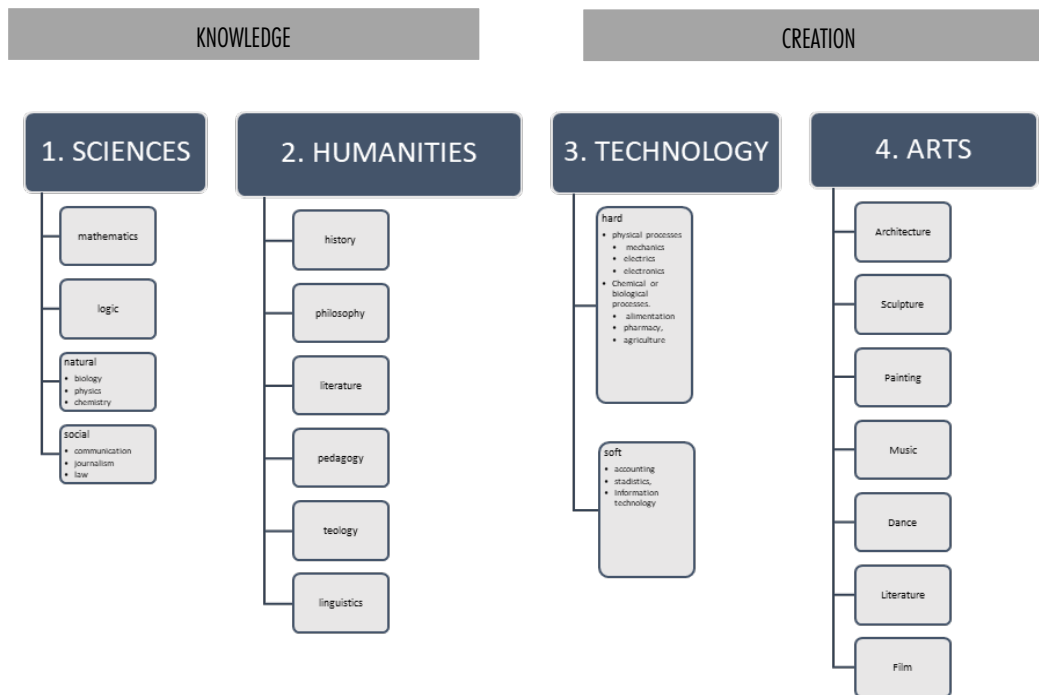 KNOWLEDGE
CREATION
1. SCIENCES
mathematics
logic
natural
• biology
• physics
• chemistry
social
• communication
• journalism
• law
2. HUMANITIES
history
philosophy
literature
pedagogy
teology
linguistics
3. TECHNOLOGY
hard
• physical processes
• mechanics
• electrics
• electronics
• Chemical or
biological
processes.
• alimentation
• pharmacy,
• agriculture
soft
• accounting
• stadistics,
• Information
technology
4. ARTS
Architecture
Sculpture
Painting
Music
Dance
Literature
Film